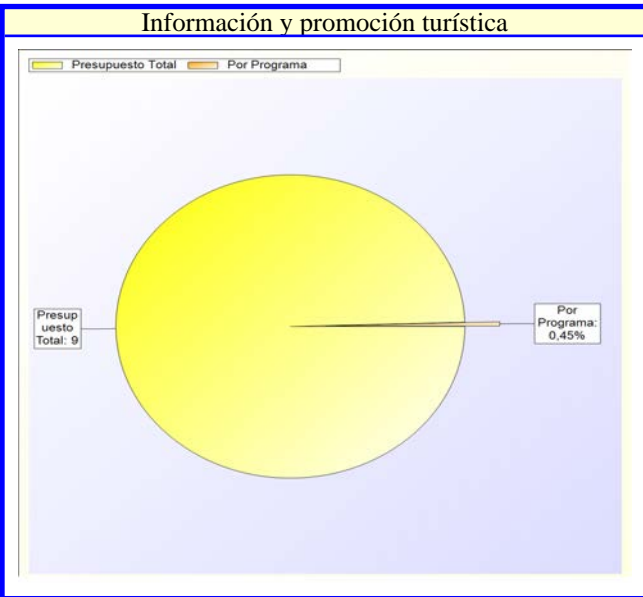 Información y promoción turística
Presupuesto Total Por Programa
Presup
uesto
Total: 9
Por
Programa:
0,45%